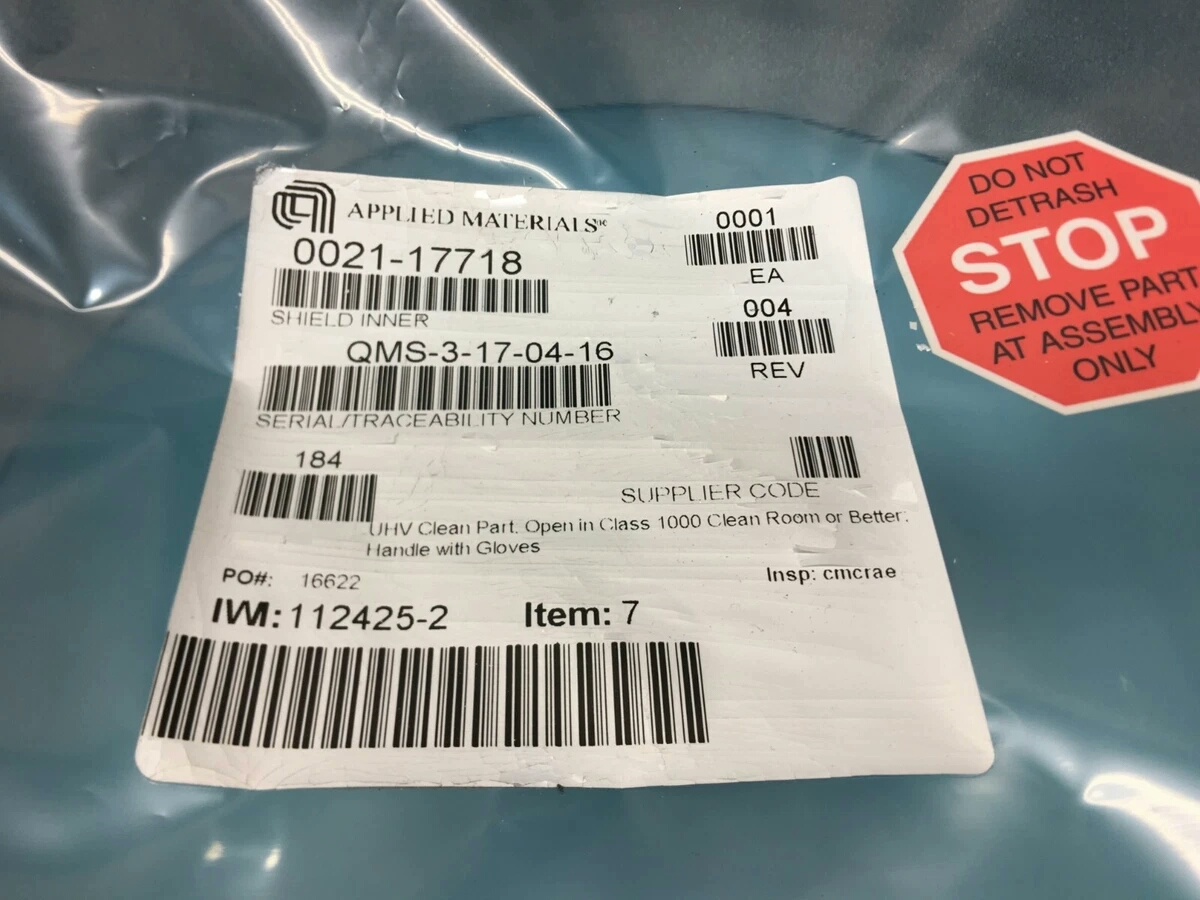 APPLIED MATERIALS®
0021-17718
SHIELD INNER
0001
EA
QMS-3-17-04-16
SERIAL/TRACEABILITY NUMBER
004
REV
184
SUPPLIER CODE
UHV Clean Part. Open in Class 1000 Clean Room or Better.
Handle with Gloves
PO#: 16622
Insp: cmcrae
IWI: 112425-2 Item: 7
DO NOT
DETRASH
STOP
REMOVE PART
AT ASSEMBLY
ONLY